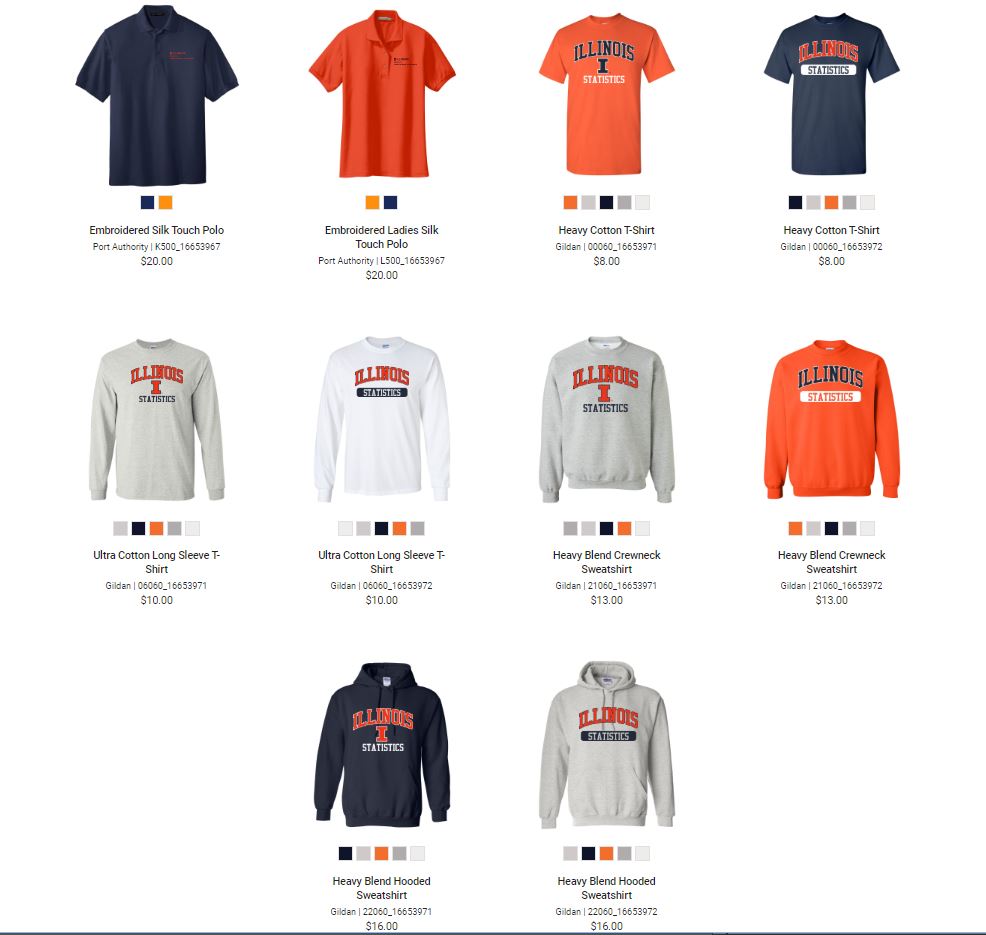 ILLINOIS
I
STATISTICS
ILLINOIS
STATISTICS
Embroidered Silk Touch Polo
Port Authority | K500_16653967
$20.00
Embroidered Ladies Silk
Touch Polo
Port Authority | L500_16653967
$20.00
Heavy Cotton T-Shirt
Gildan | 00060_16653971
$8.00
Heavy Cotton T-Shirt
Gildan | 00060_16653972
$8.00
ILLINOIS
I
STATISTICS
ILLINOIS
STATISTICS
ILLINOIS
I
STATISTICS
ILLINOIS
STATISTICS
Ultra Cotton Long Sleeve T-
Shirt
Gildan | 06060_16653971
$10.00
Ultra Cotton Long Sleeve T-
Shirt
Gildan | 06060_16653972
$10.00
Heavy Blend Crewneck
Sweatshirt
Gildan | 21060_16653971
$13.00
Heavy Blend Crewneck
Sweatshirt
Gildan | 21060_16653972
$13.00
ILLINOIS
I
STATISTICS
ILLINOIS
STATISTICS
Heavy Blend Hooded
Sweatshirt
Gildan | 22060_16653971
$16.00
Heavy Blend Hooded
Sweatshirt
Gildan | 22060_16653972
$16.00